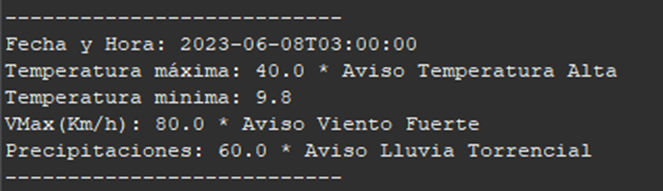 ----------------------------
Fecha y Hora: 2023-06-08T03:00:00
Temperatura máxima: 40.0 * Aviso Temperatura Alta
Temperatura minima: 9.8
VMax(Km/h): 80.0 * Aviso Viento Fuerte
Precipitaciones: 60.0 * Aviso Lluvia Torrencial
----------------------------